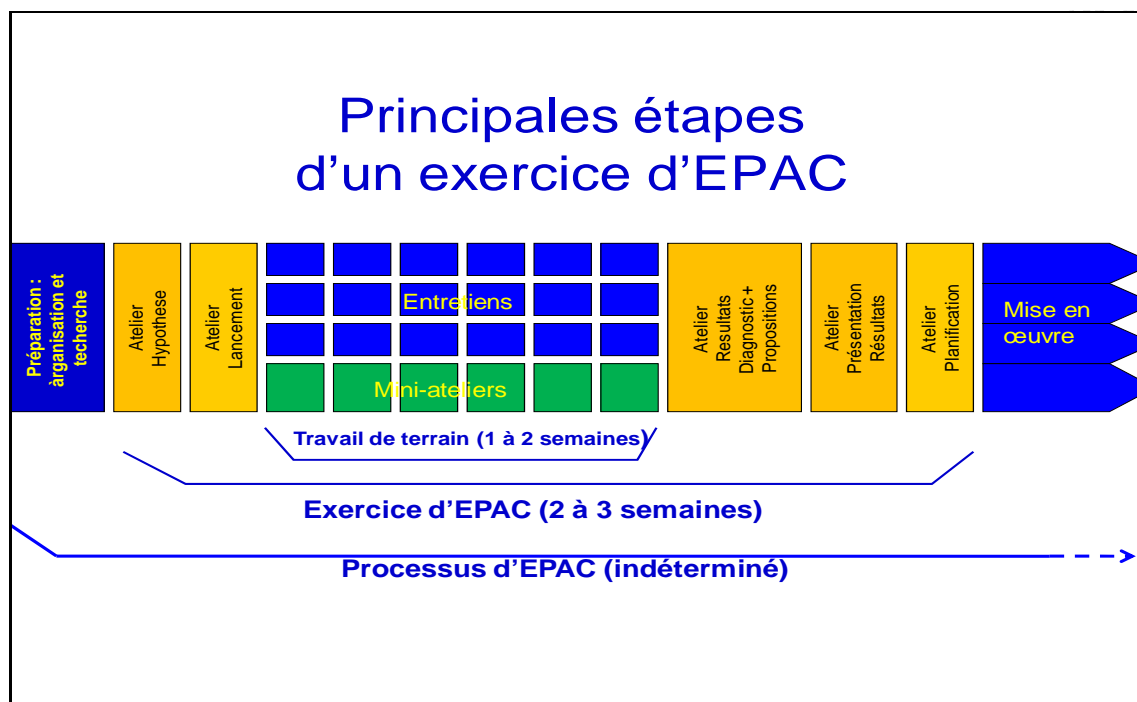 Principales étapes
d’un exercice d’EPAC
Préparation :
àrganisation et
techerche
Atelier
Hypothese
Atelier
Lancement
Entretiens
Mini-ateliers
Atelier
Resultats
Diagnostic +
Propositions
Atelier
Présentation
Résultats
Atelier
Planification
Mise en
œuvre
Travail de terrain (1 à 2 semaines)
Exercice d’EPAC (2 à 3 semaines)
Processus d’EPAC (indéterminé)